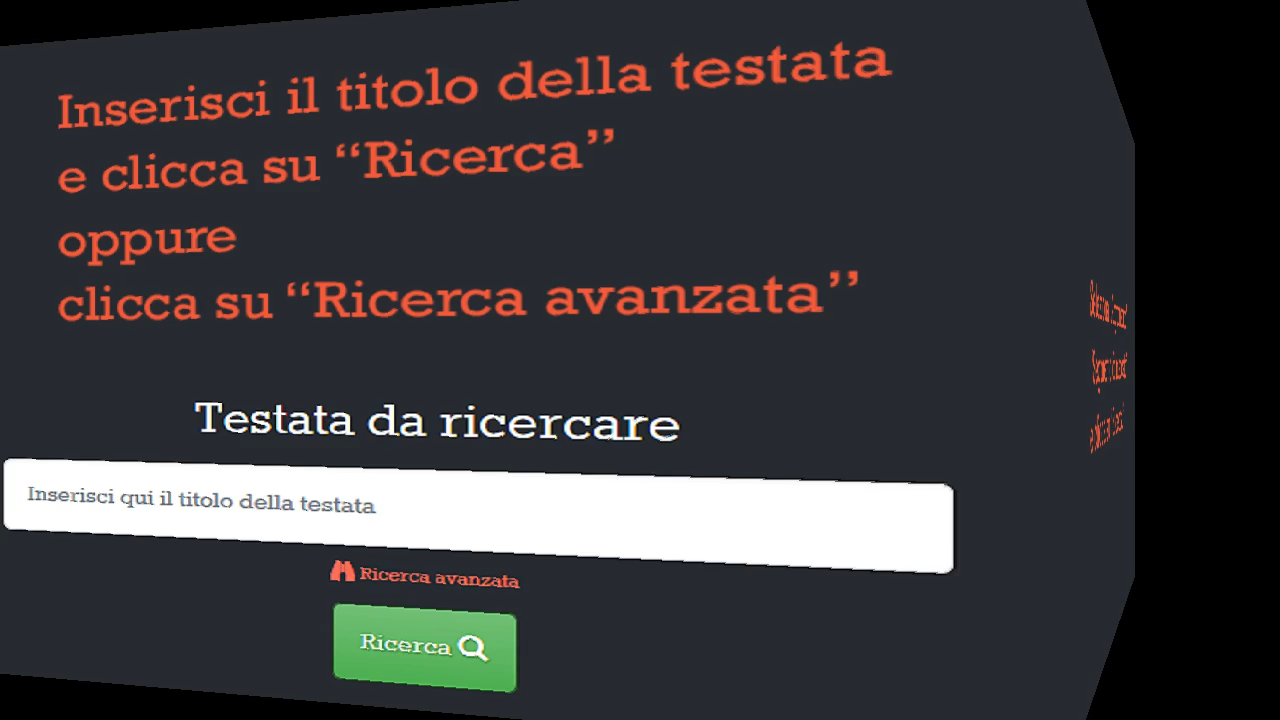 Inserisci il titolo della testata
e clicca su “Ricerca”
oppure
clicca su “Ricerca avanzata”
Testata da ricercare
Inserisci qui il titolo della testata
Ricerca avanzata
Ricerca